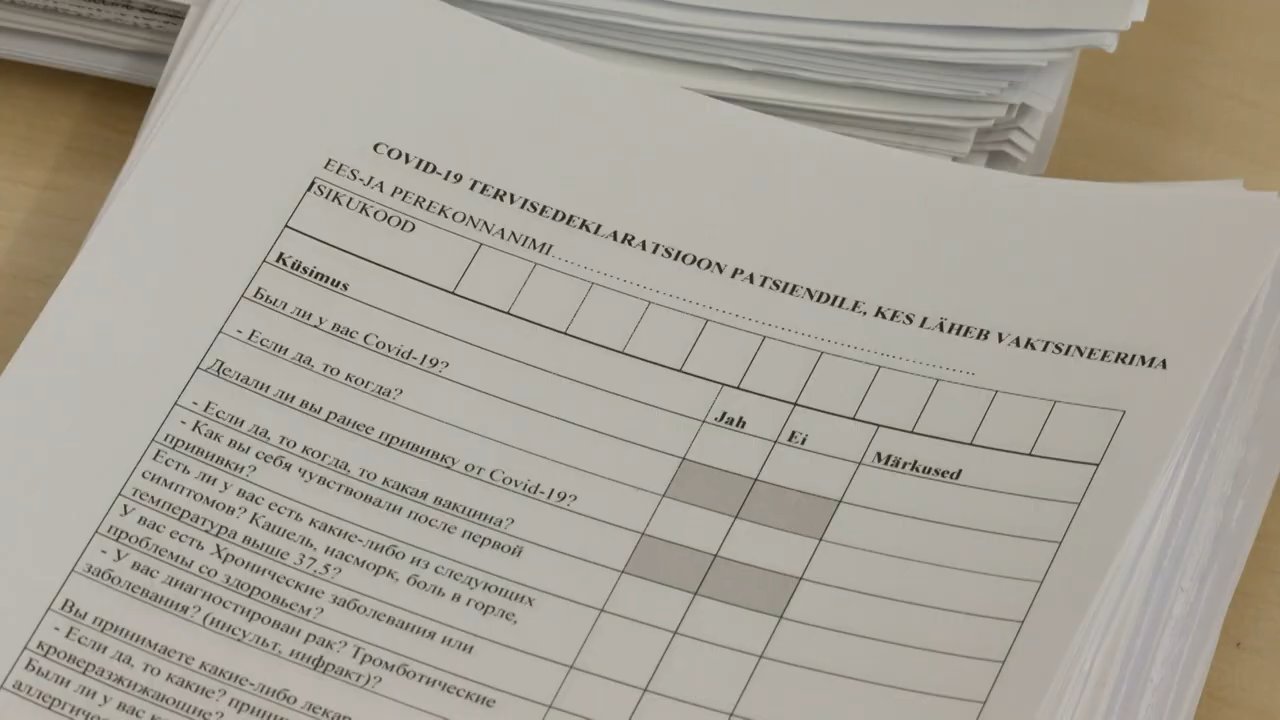 COVID-19 TERVISEDEKLARATSIOON PATSIENDILE, KES LÄHEB VAKTSINEERIMA
EES-JA PEREKONNANIMI........................................................
ISIKUKOOD
Küsimus
Jah
Ei
Märkused
Был ли у вас Covid-19?
- Если да, то когда?
Делали ли вы ранее прививку от Covid-19?
- Если да, то когда, то какая вакцина?
- Как вы себя чувствовали после первой
прививки?
Есть ли у вас есть какие-либо из следующих
симптомов? Кашель, насморк, боль в горле,
температура выше 37,5?
У вас есть Хронические заболевания или
проблемы со здоровьем?
- У вас диагностирован рак? Тромботические
заболевания? (инсульт, инфракт)?
Вы принимаете какие-либо лекар
- Если да, то какие? прини
кроверазжижающие?
Были ли у вас к
аллергичес